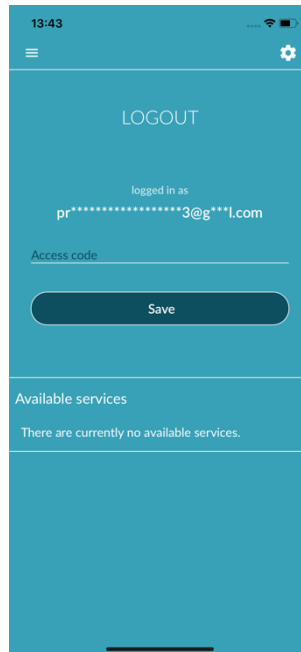 13:43
LOGOUT
logged in as
pr******************3@g***l.com
Access code
Save
Available services
There are currently no available services.